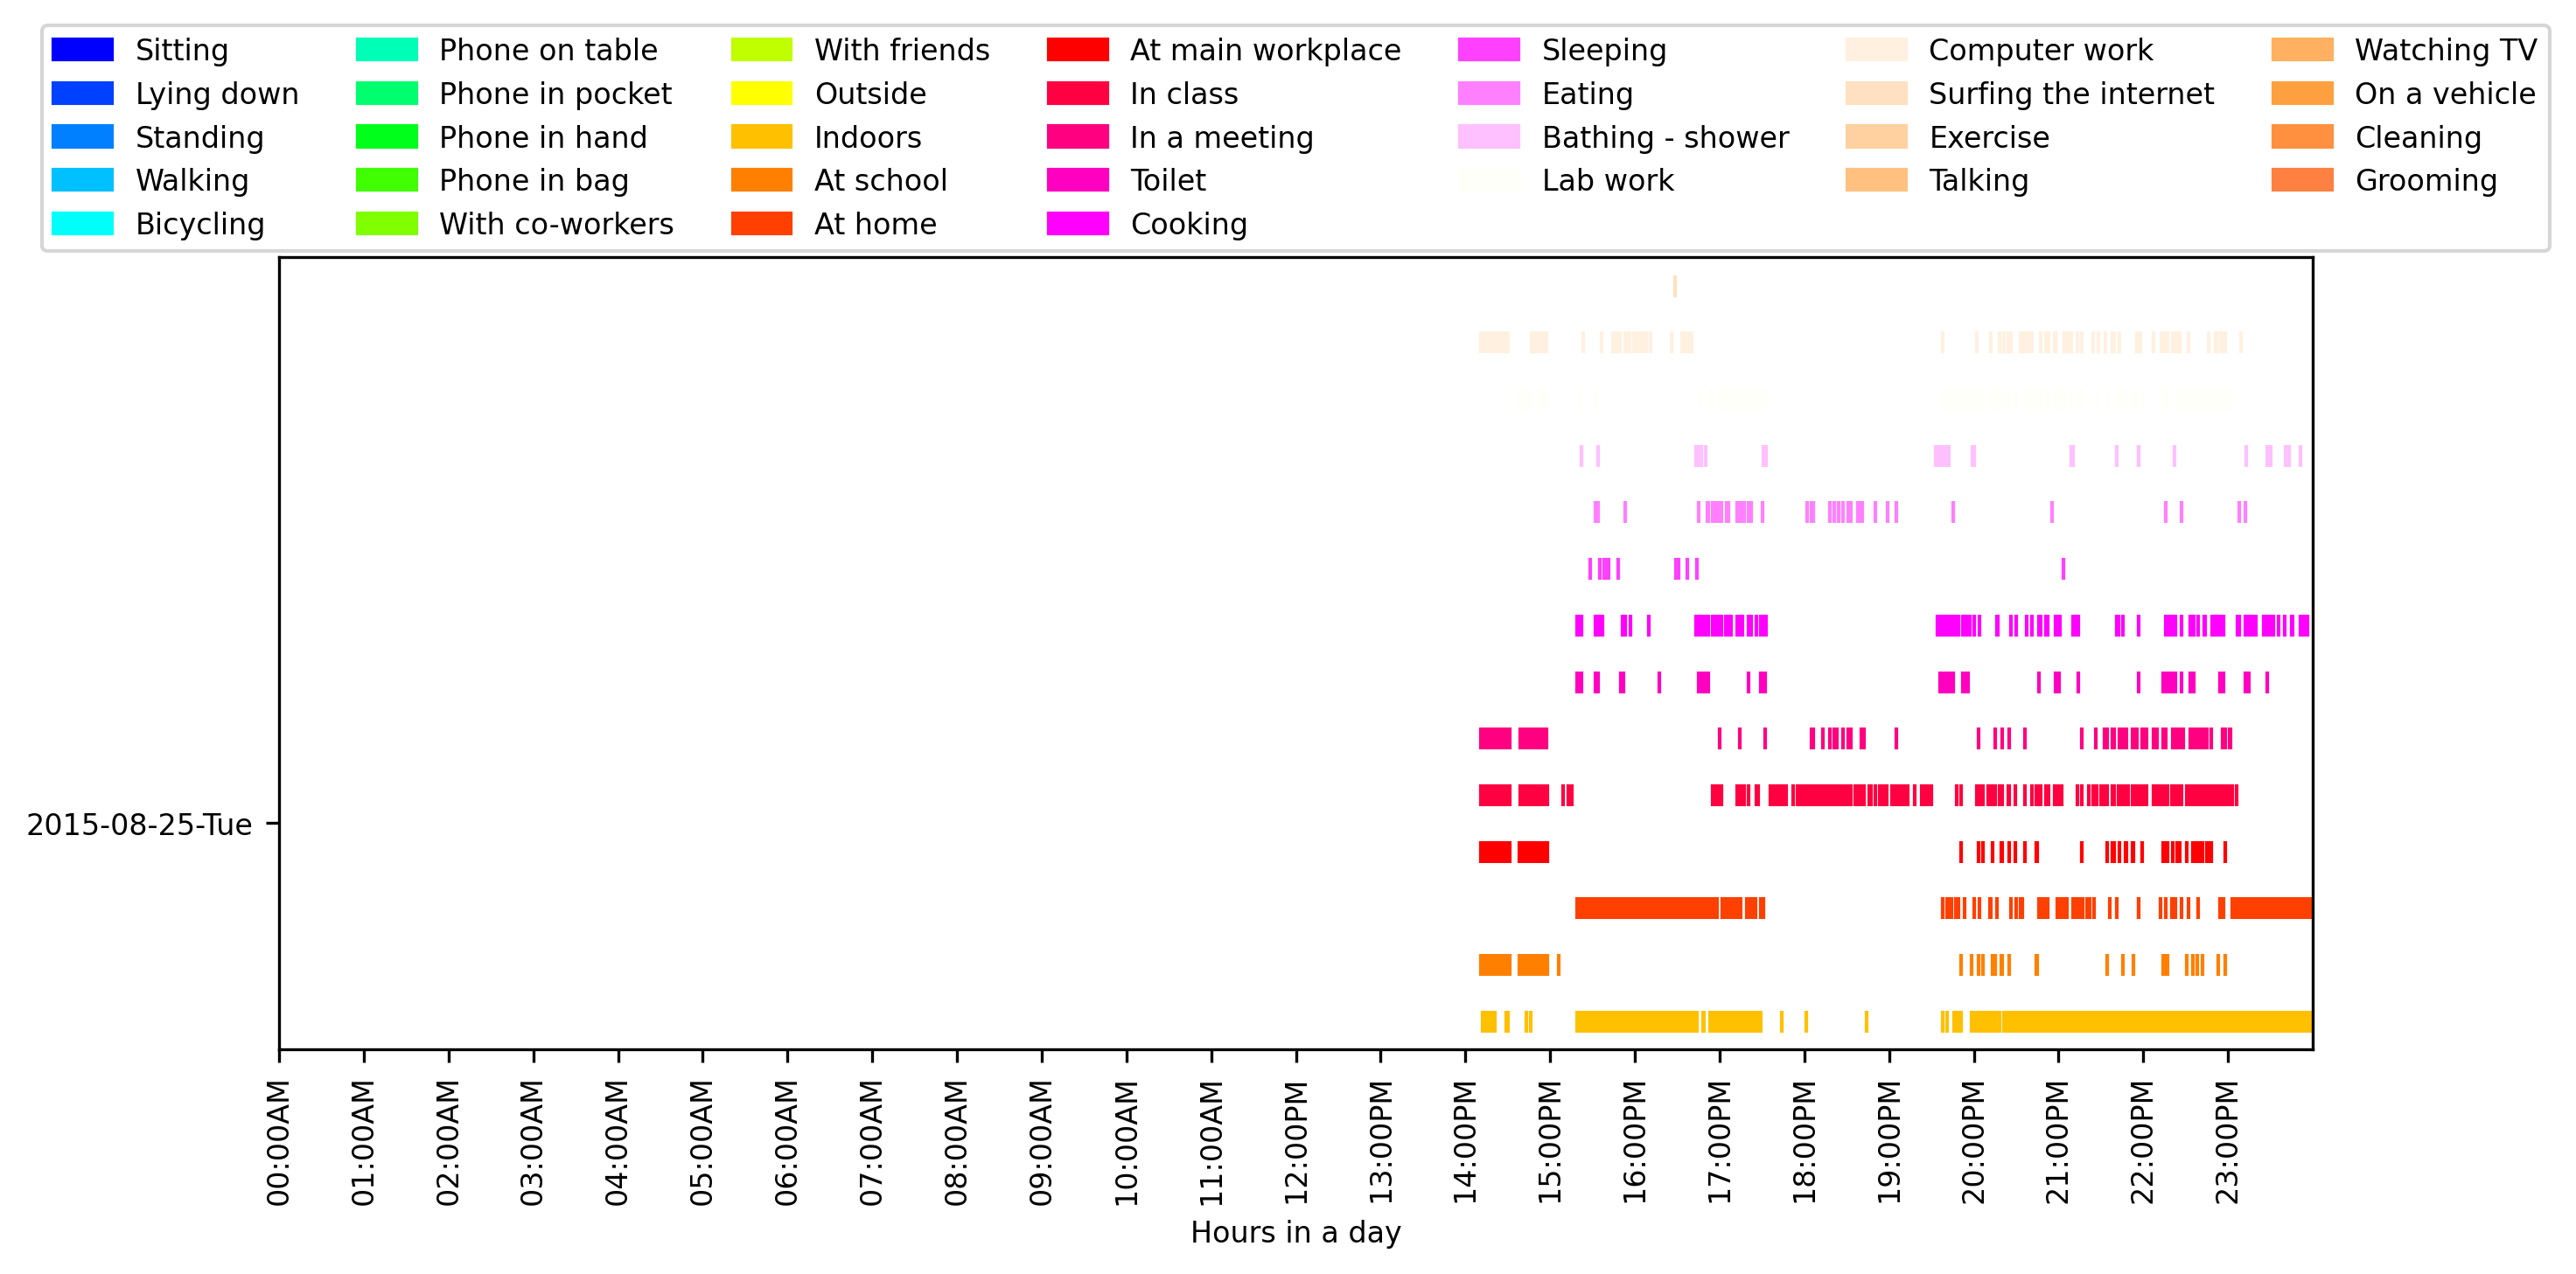 Sitting
Lying down
Standing
Walking
Bicycling
Phone on table
Phone in pocket
Phone in hand
Phone in bag
With co-workers
With friends
Outside
Indoors
At school
At home
At main workplace
In class
In a meeting
Toilet
Cooking
Sleeping
Eating
Bathing - shower
Lab work
Computer work
Surfing the internet
Exercise
Talking
Watching TV
On a vehicle
Cleaning
Grooming
2015-08-25-Tue
00:00AM
01:00AM
02:00AM
03:00AM
04:00AM
05:00AM
06:00AM
07:00AM
08:00AM
09:00AM
10:00AM
11:00AM
12:00PM
13:00PM
14:00PM
15:00PM
16:00PM
17:00PM
18:00PM
19:00PM
20:00PM
21:00PM
22:00PM
23:00PM
Hours in a day